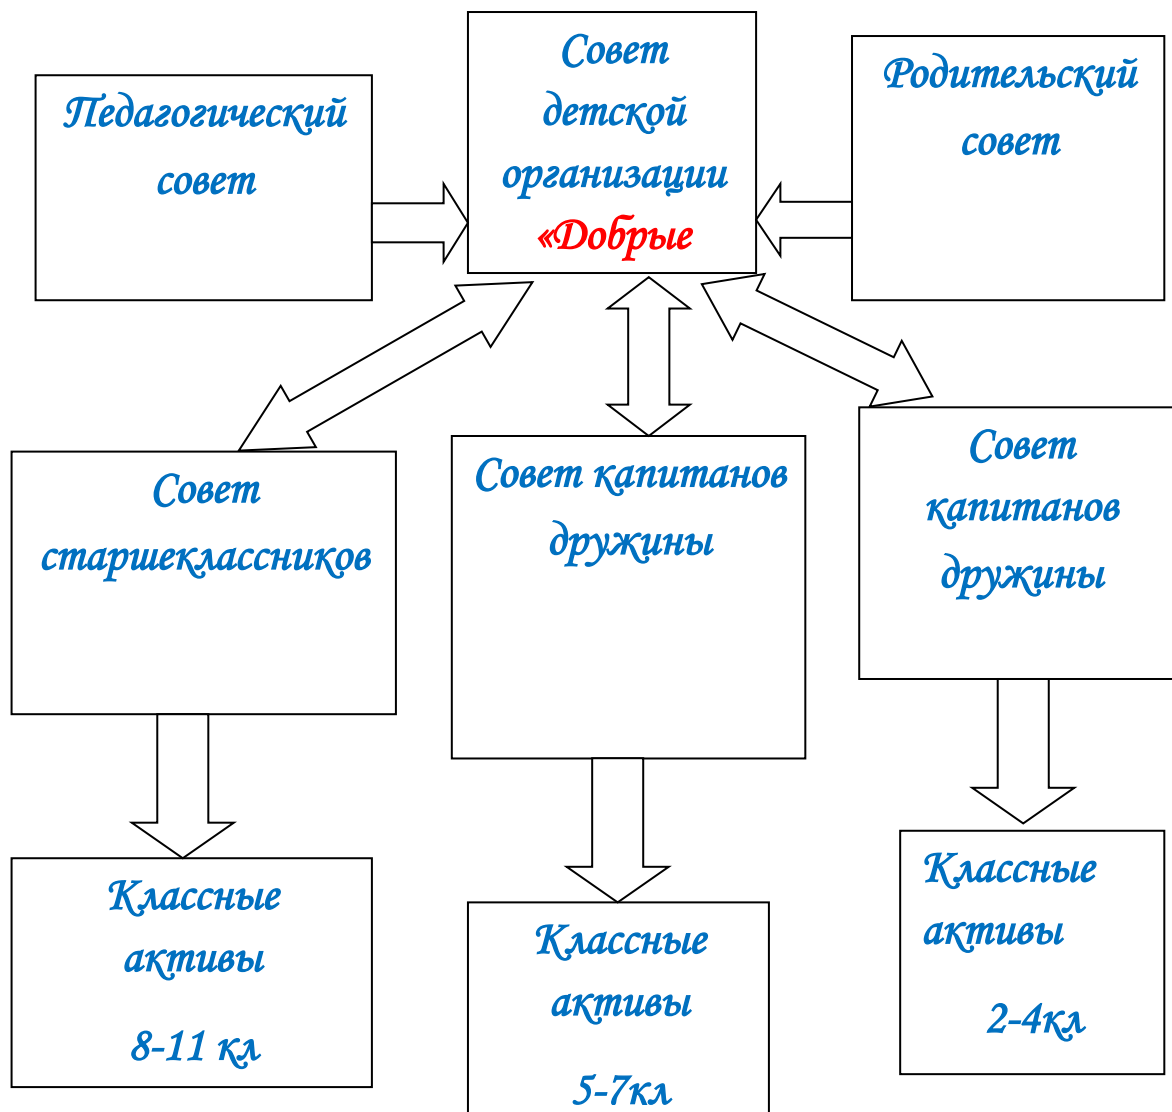 Педагогический
совет
Совет
детской
организации
«Добрые
Родительский
совет
Совет
старшеклассников
Совет капитанов
дружины
Совет
капитанов
дружины
Классные
активы
8-11 кл
Классные
активы
5-7кл
Классные
активы
2-4кл